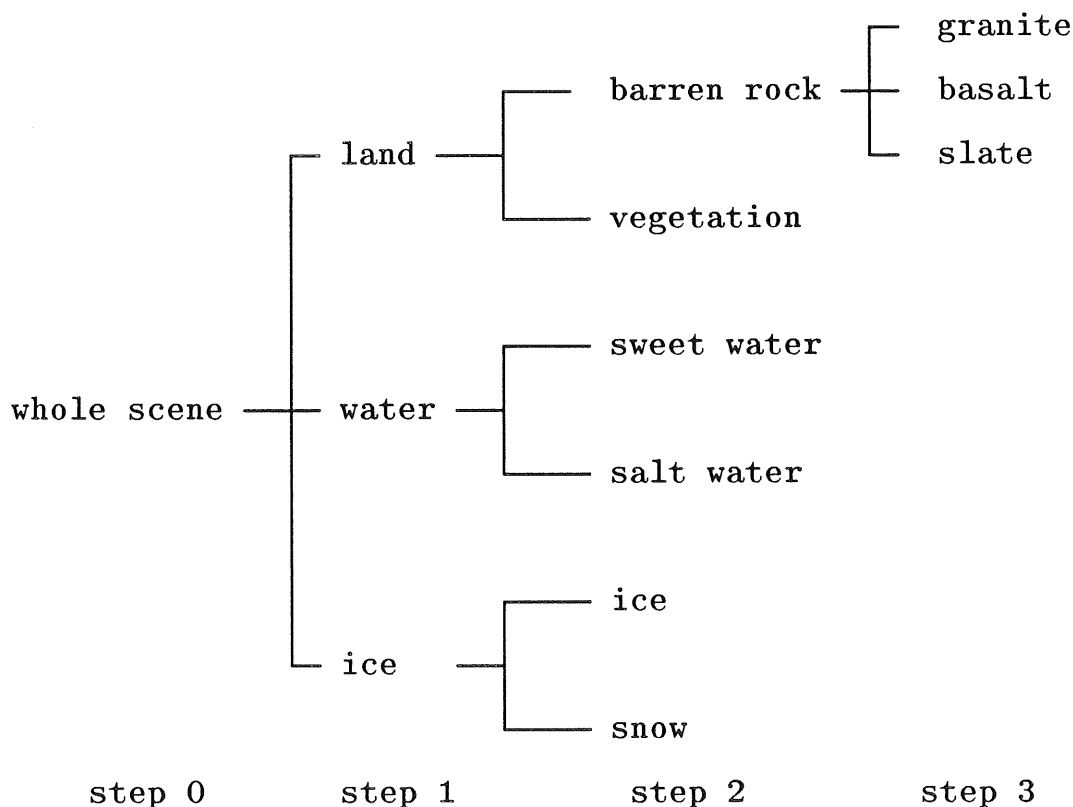 granite
barren rock
basalt
land
slate
vegetation
sweet water
whole scene
water
salt water
ice
ice
snow
step 0
step 1
step 2
step 3